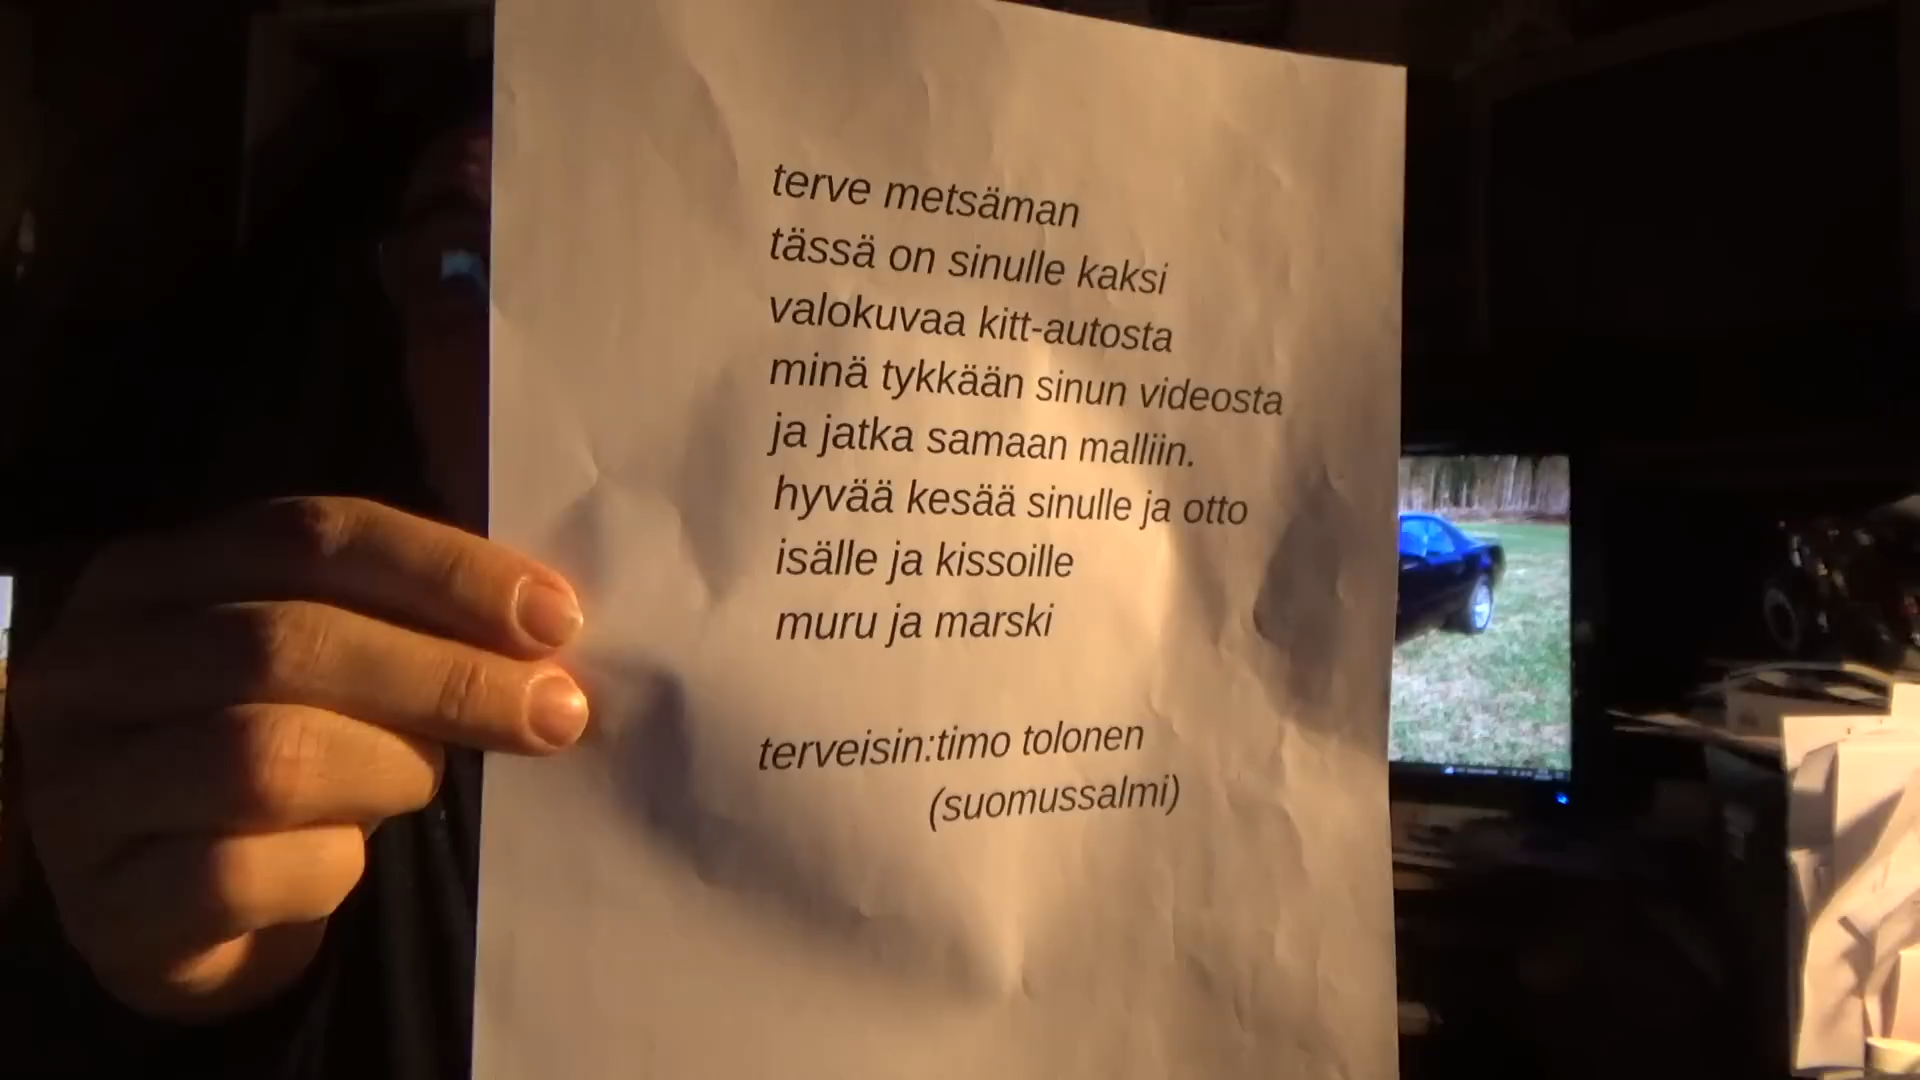 terve metsäman
tässä on sinulle kaksi
valokuvaa kitt-autosta
minä tykkään sinun videosta
ja jatka samaan malliin.
hyvää kesää sinulle ja otto
isälle ja kissoille
muru ja marski
terveisin:timo tolonen
(suomussalmi)